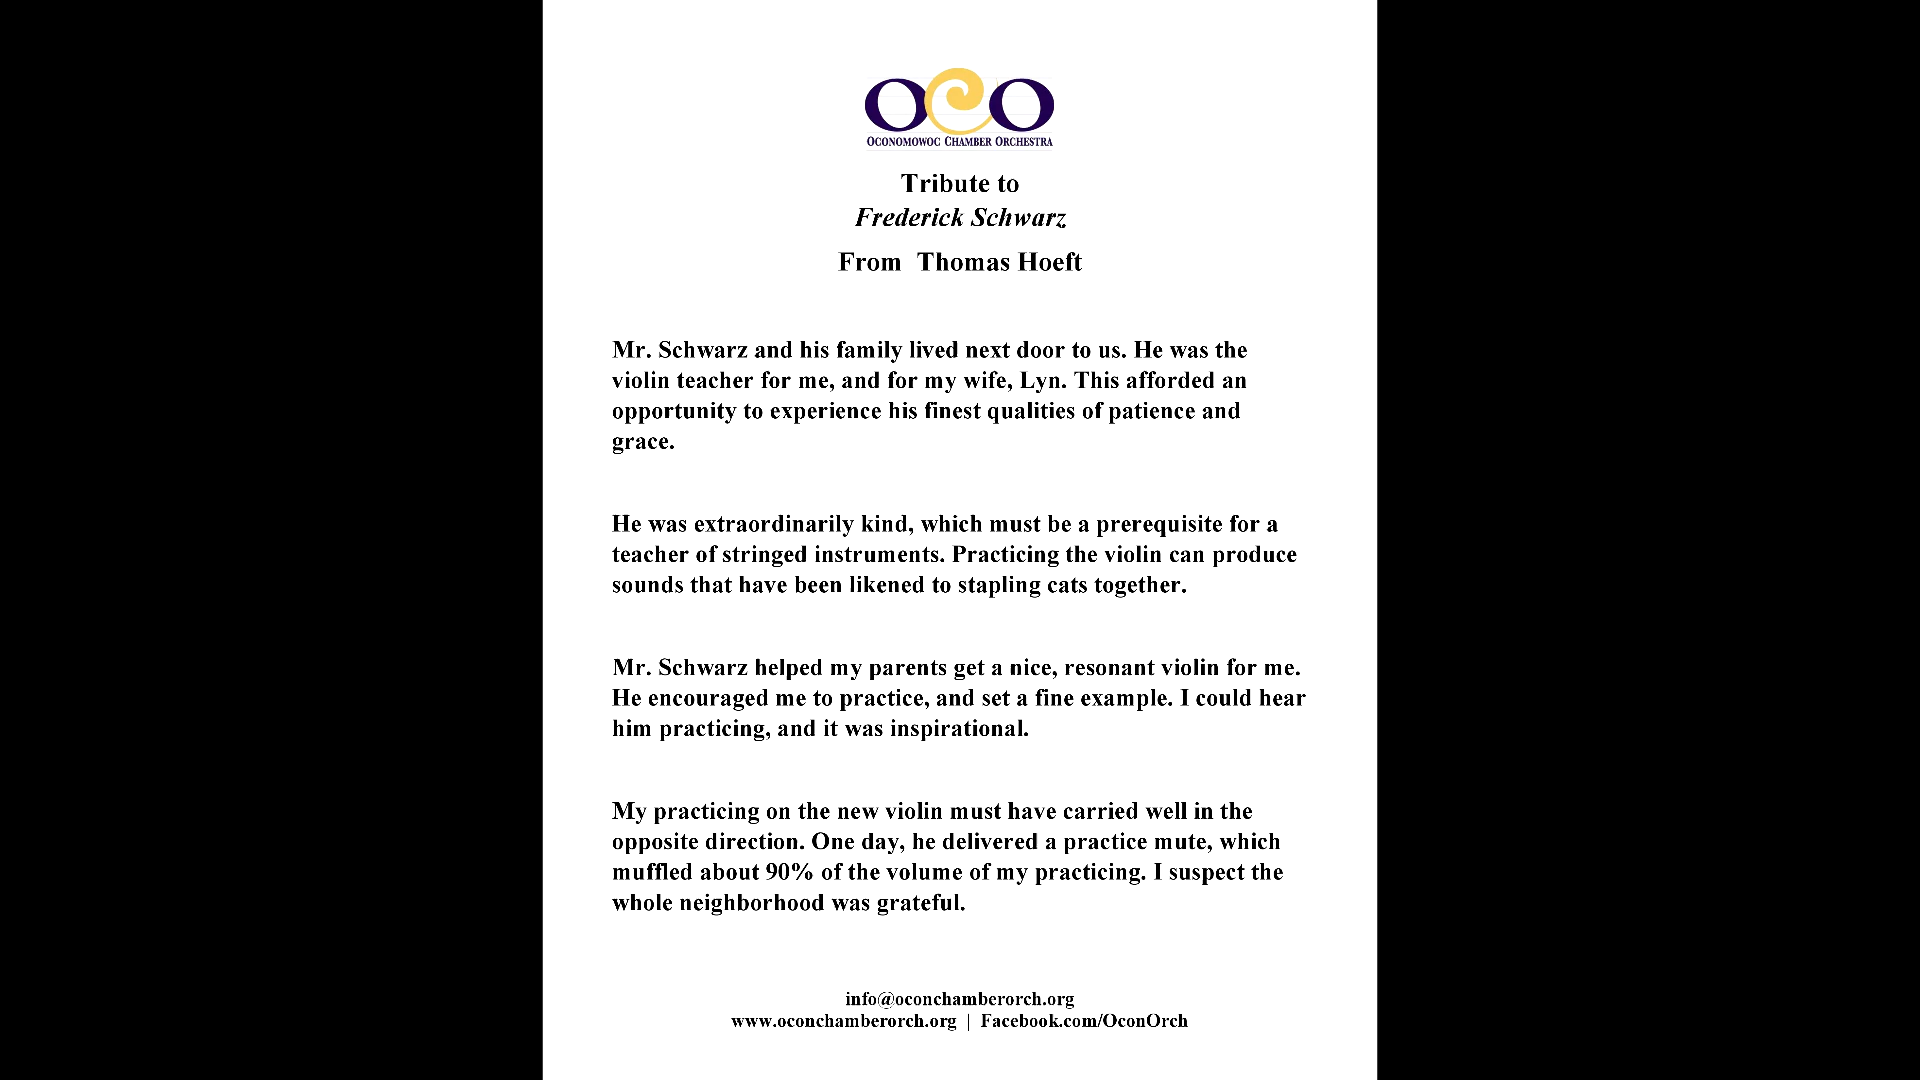 OCO
OCONOMOWOC CHAMBER ORCHESTRA
Tribute to
Frederick Schwarz
From Thomas Hoeft
Mr. Schwarz and his family lived next door to us. He was the
violin teacher for me, and for my wife, Lyn. This afforded an
opportunity to experience his finest qualities of patience and
grace.
He was extraordinarily kind, which must be a prerequisite for a
teacher of stringed instruments. Practicing the violin can produce
sounds that have been likened to stapling cats together.
Mr. Schwarz helped my parents get a nice, resonant violin for me.
He encouraged me to practice, and set a fine example. I could hear
him practicing, and it was inspirational.
My practicing on the new violin must have carried well in the
opposite direction. One day, he delivered a practice mute, which
muffled about 90% of the volume of my practicing. I suspect the
whole neighborhood was grateful.
info@oconchamberorch.org
www.oconchamberorch.org | Facebook.com/OconOrch